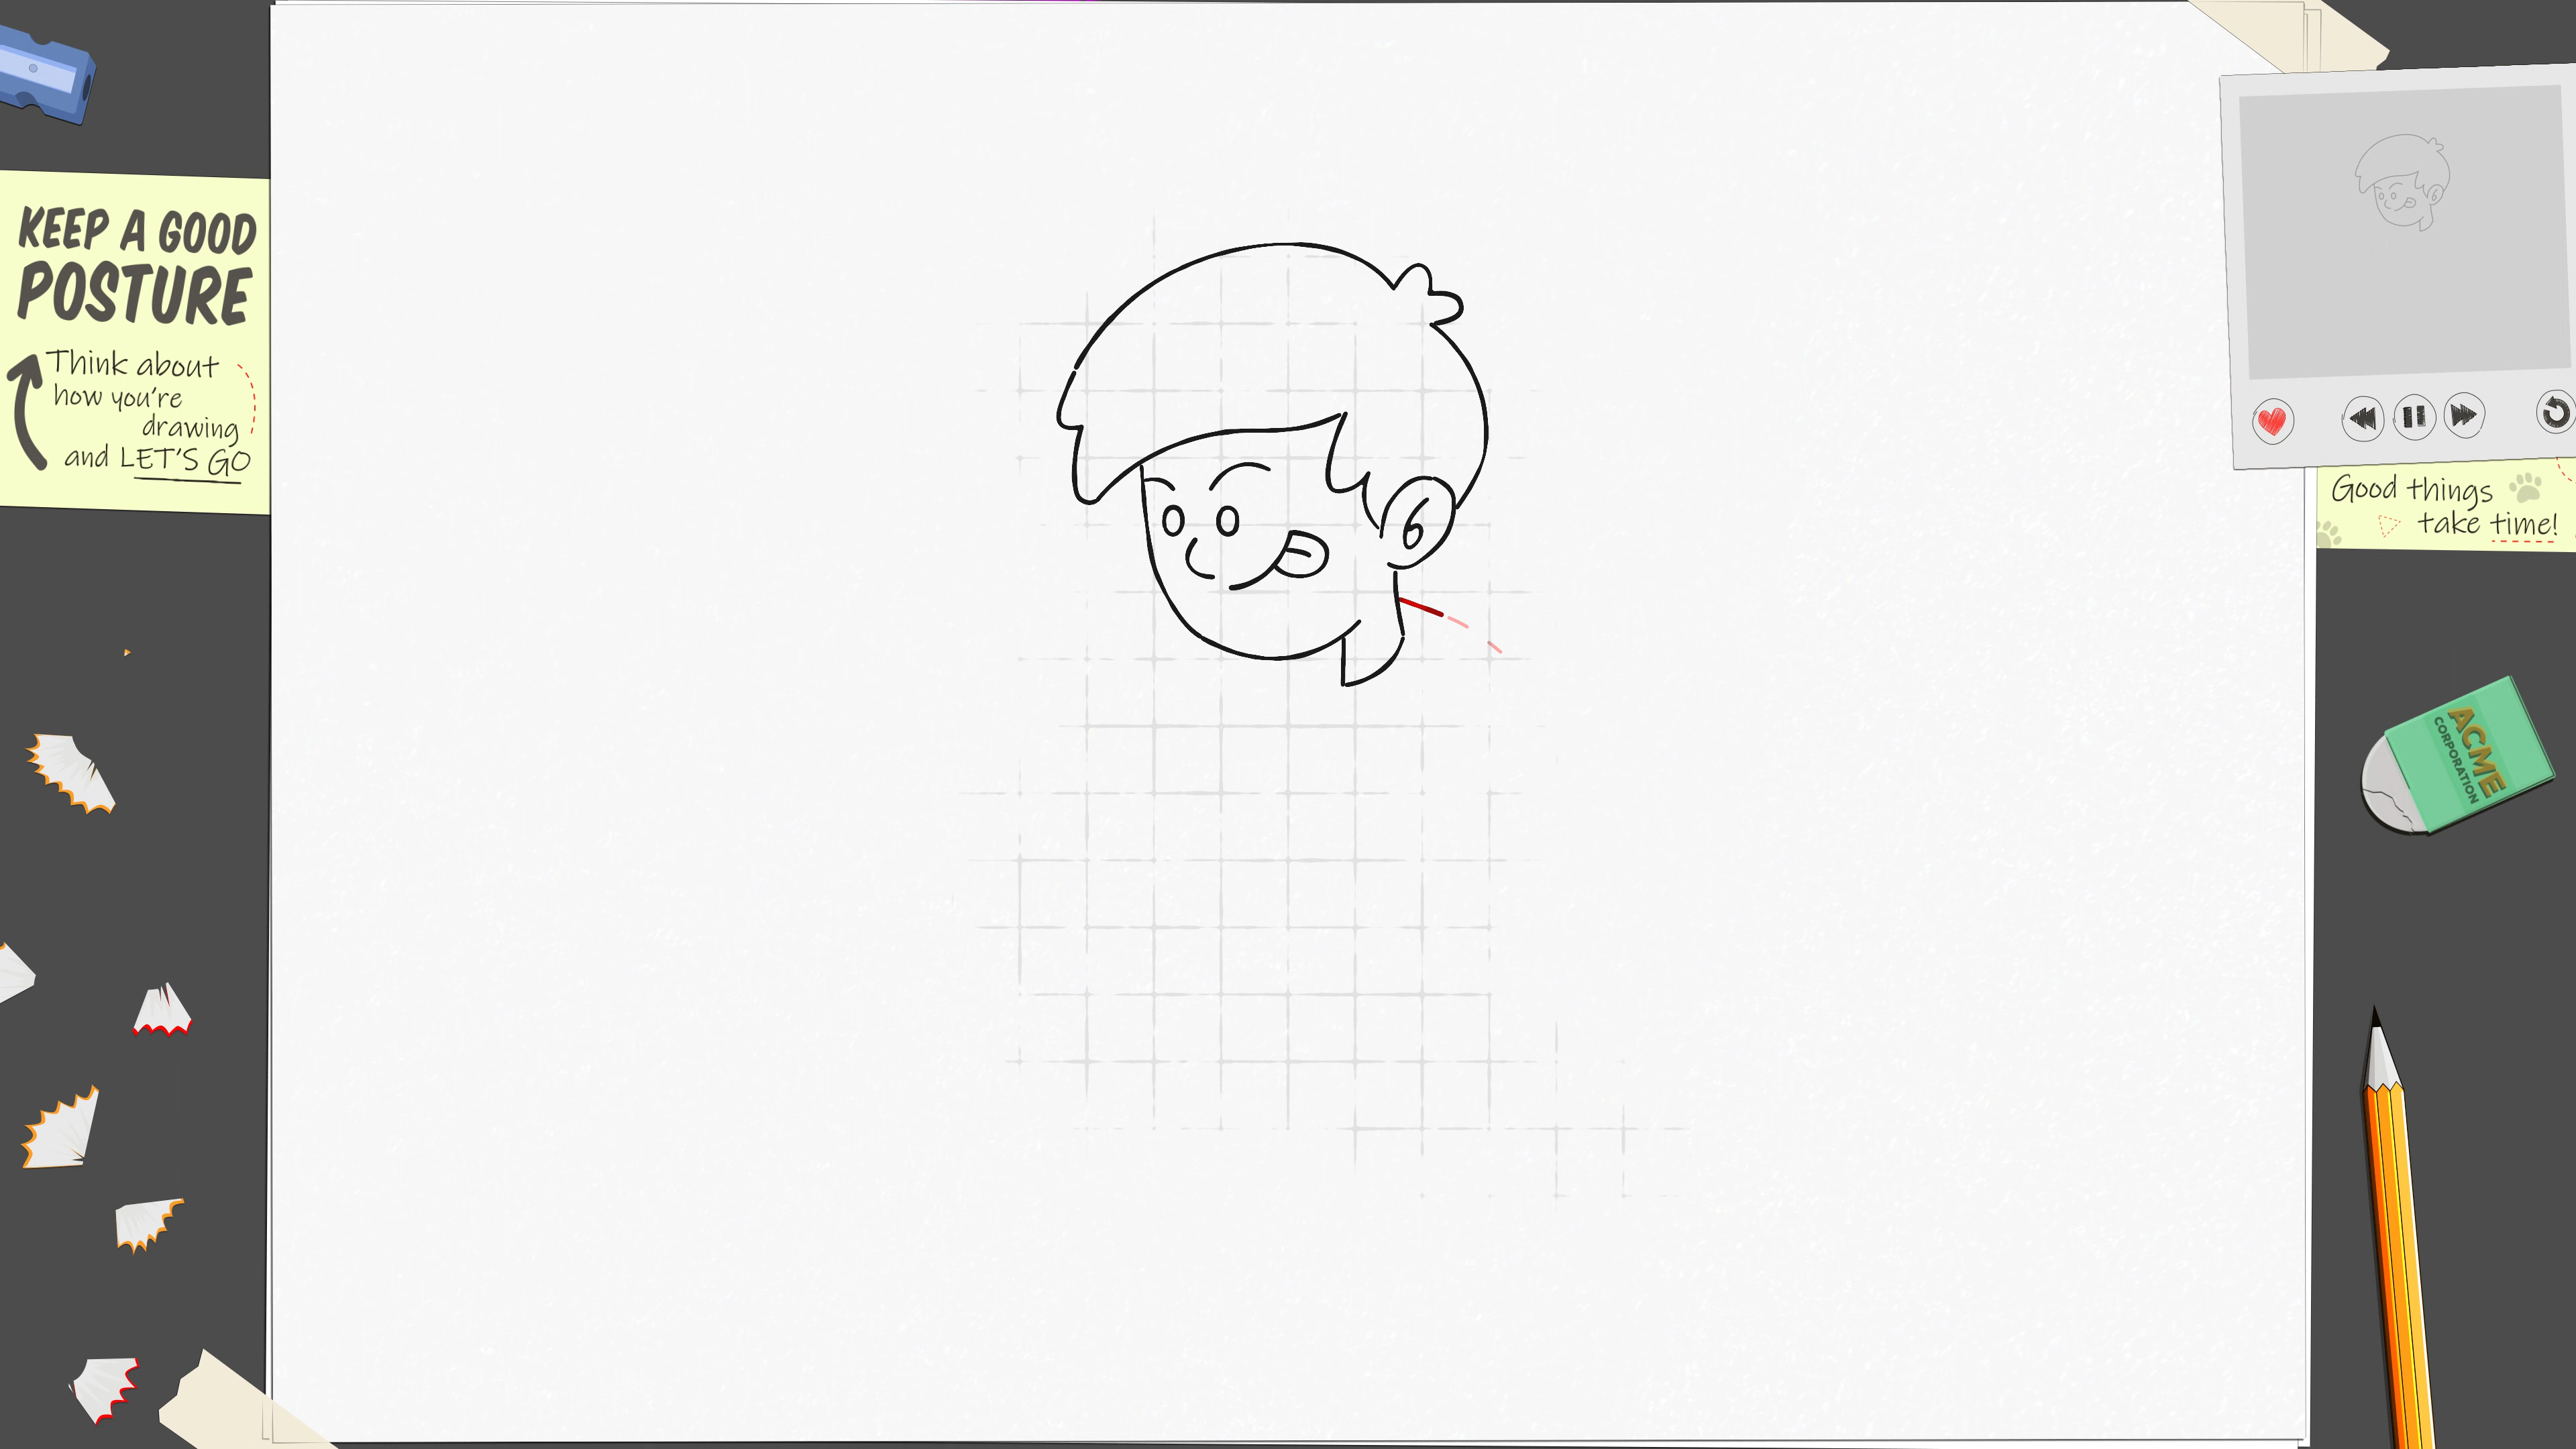 KEEP A GOOD
POSTURE
Think about
how you're
drawing
and LET'S GO
Good things
take time!
ACME
CORPORATION